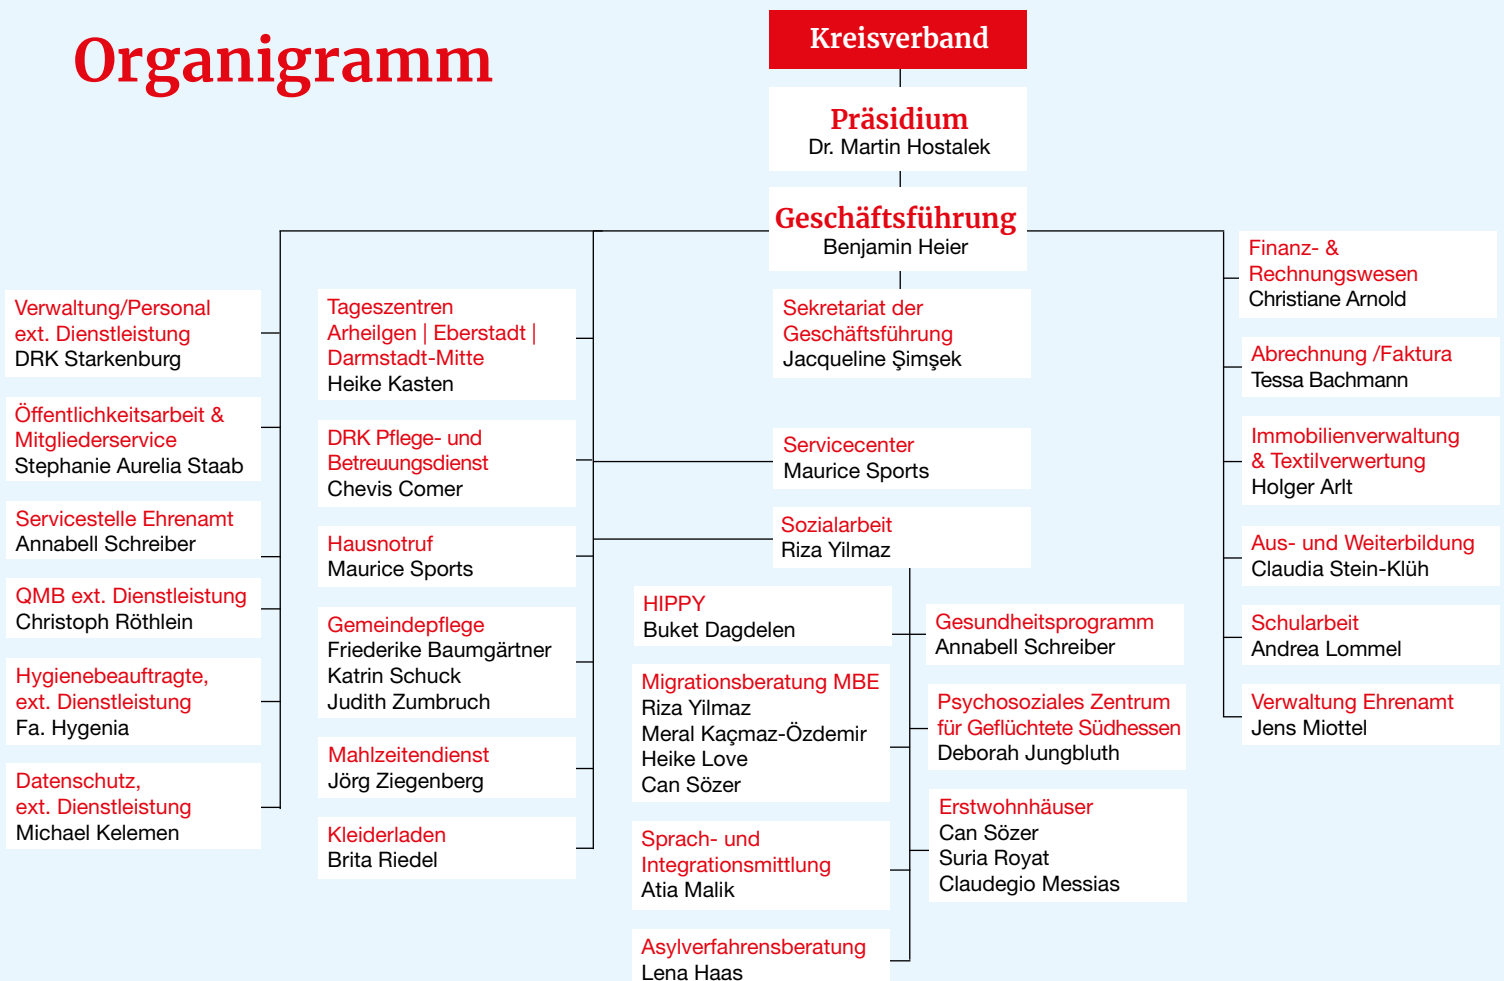 Organigramm
Kreisverband
Präsidium
Dr. Martin Hostalek
Geschäftsführung
Benjamin Heier
Sekretariat der
Geschäftsführung
Jacqueline Şimşek
Verwaltung/Personal
ext. Dienstleistung
DRK Starkenburg
Öffentlichkeitsarbeit &
Mitgliederservice
Stephanie Aurelia Staab
Servicestelle Ehrenamt
Annabell Schreiber
QMB ext. Dienstleistung
Christoph Röthlein
Hygienebeauftragte,
ext. Dienstleistung
Fa. Hygenia
Datenschutz,
ext. Dienstleistung
Michael Kelemen
Tageszentren
Arheilgen | Eberstadt |
Darmstadt-Mitte
Heike Kasten
DRK Pflege- und
Betreuungsdienst
Chevis Comer
Hausnotruf
Maurice Sports
Gemeindepflege
Friederike Baumgärtner
Katrin Schuck
Judith Zumbruch
Mahlzeitendienst
Jörg Ziegenberg
Kleiderladen
Brita Riedel
Servicecenter
Maurice Sports
Sozialarbeit
Riza Yilmaz
HIPPY
Buket Dagdelen
Migrationsberatung MBE
Riza Yilmaz
Meral Kaçmaz-Özdemir
Heike Love
Can Sözer
Sprach- und
Integrationsmittlung
Atia Malik
Asylverfahrensberatung
Lena Haas
Gesundheitsprogramm
Annabell Schreiber
Psychosoziales Zentrum
für Geflüchtete Südhessen
Deborah Jungbluth
Erstwohnhäuser
Can Sözer
Suria Royat
Claudegio Messias
Finanz- &
Rechnungswesen
Christiane Arnold
Abrechnung /Faktura
Tessa Bachmann
Immobilienverwaltung
& Textilverwertung
Holger Arlt
Aus- und Weiterbildung
Claudia Stein-Klüh
Schularbeit
Andrea Lommel
Verwaltung Ehrenamt
Jens Miottel